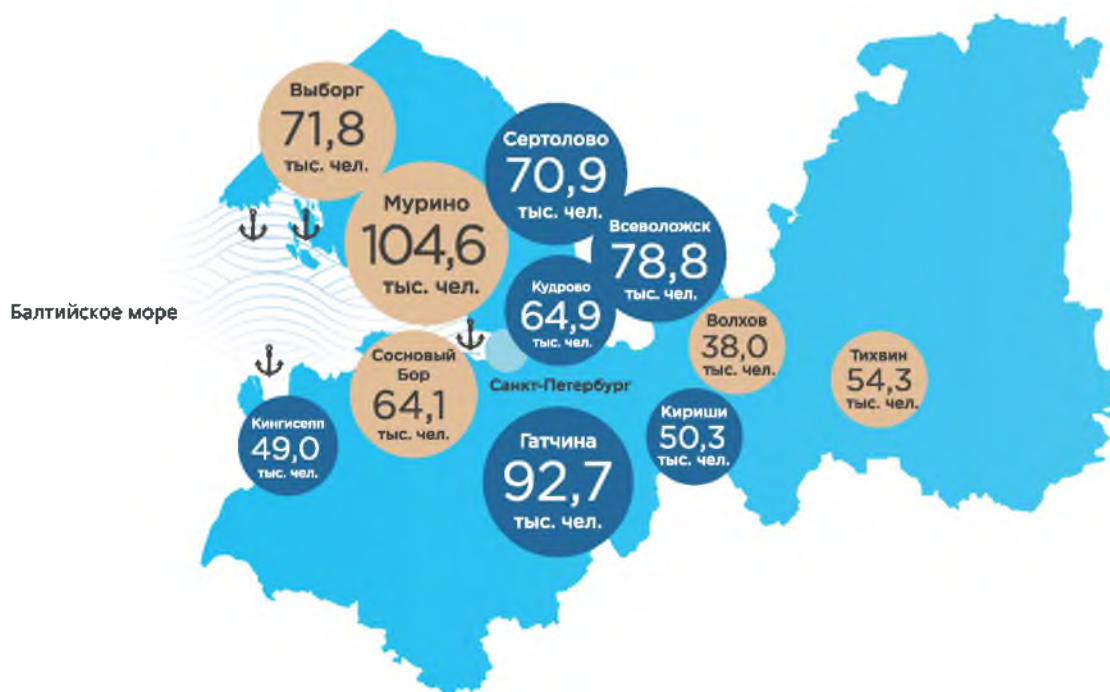 Выборг
71,8
тыс. чел.
Сертолово
70,9
тыс. чел.
Мурино
104,6
тыс. чел.
Всеволожск
78,8
тыс. чел.
Кудрово
64,9
тыс. чел.
Балтийское море
Волхов
38,0
тыс. чел.
Тихвин
54,3
тыс. чел.
Сосновый
Бор
64,1
тыс. чел.
Санкт-Петербург
Кингисепп
49,0
тыс. чел.
Гатчина
92,7
тыс. чел.
Кириши
50,3
тыс. чел.